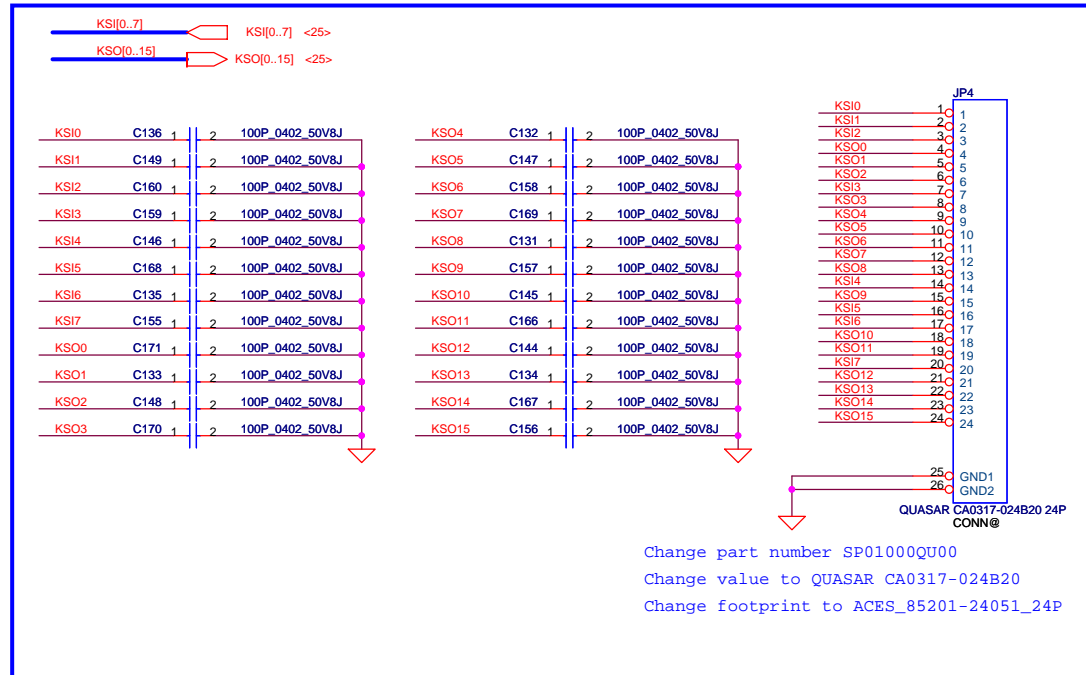 KSI[0..7] KSI[0..7] <25>
KSO[0..15] KSO[0..15] <25>
KSI0 C136 1 2 100P_0402_50V8J
KSI1 C149 1 2 100P_0402_50V8J
KSI2 C160 1 2 100P_0402_50V8J
KSI3 C159 1 2 100P_0402_50V8J
KSI4 C146 1 2 100P_0402_50V8J
KSI5 C168 1 2 100P_0402_50V8J
KSI6 C135 1 2 100P_0402_50V8J
KSI7 C155 1 2 100P_0402_50V8J
KSO0 C171 1 2 100P_0402_50V8J
KSO1 C133 1 2 100P_0402_50V8J
KSO2 C148 1 2 100P_0402_50V8J
KSO3 C170 1 2 100P_0402_50V8J
KSO4 C132 1 2 100P_0402_50V8J
KSO5 C147 1 2 100P_0402_50V8J
KSO6 C158 1 2 100P_0402_50V8J
KSO7 C169 1 2 100P_0402_50V8J
KSO8 C131 1 2 100P_0402_50V8J
KSO9 C157 1 2 100P_0402_50V8J
KSO10 C145 1 2 100P_0402_50V8J
KSO11 C166 1 2 100P_0402_50V8J
KSO12 C144 1 2 100P_0402_50V8J
KSO13 C134 1 2 100P_0402_50V8J
KSO14 C167 1 2 100P_0402_50V8J
KSO15 C156 1 2 100P_0402_50V8J
JP4
KSI0 1 1
KSI1 2 2
KSI2 3 3
KSO0 4 4
KSO1 5 5
KSO2 6 6
KSI3 7 7
KSO3 8 8
KSO4 9 9
KSO5 10 10
KSO6 11 11
KSO7 12 12
KSO8 13 13
KSI4 14 14
KSO9 15 15
KSI5 16 16
KSI6 17 17
KSO10 18 18
KSO11 19 19
KSI7 20 20
KSO12 21 21
KSO13 22 22
KSO14 23 23
KSO15 24 24
25 GND1
26 GND2
QUASAR CA0317-024B20 24P
CONN@
Change part number SP01000QU00
Change value to QUASAR CA0317-024B20
Change footprint to ACES_85201-24051_24P